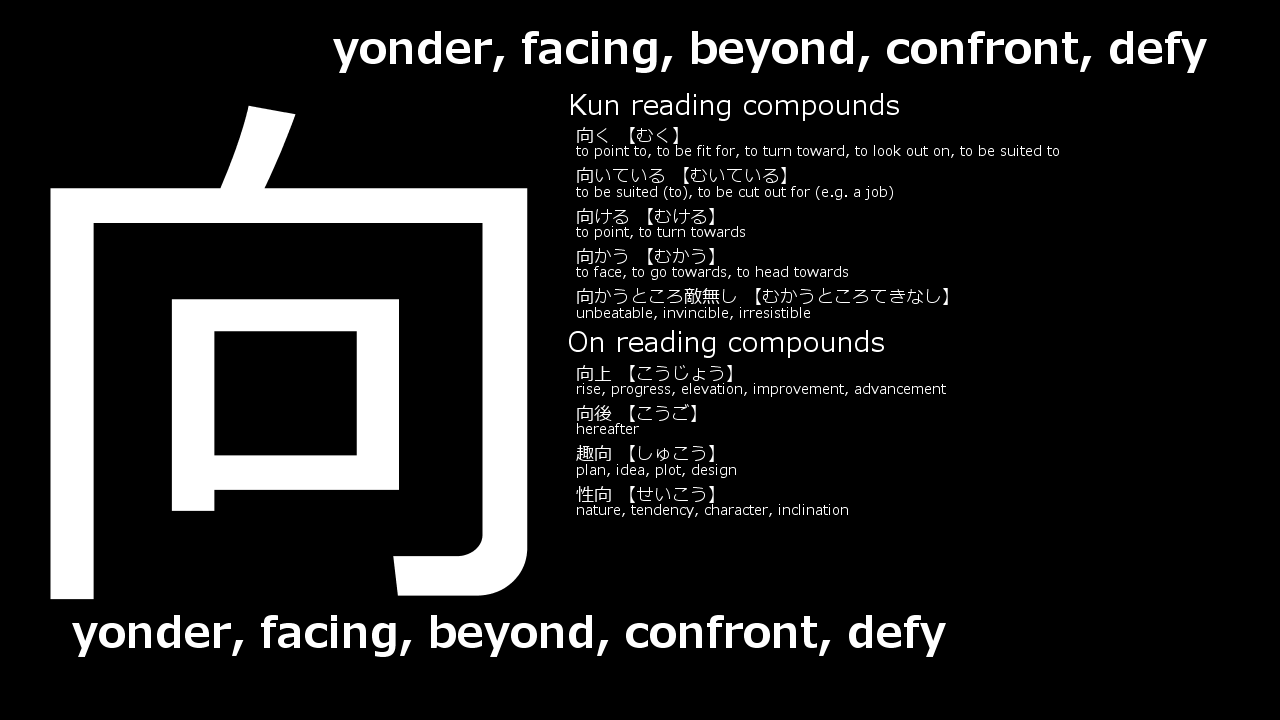 yonder, facing, beyond, confront, defy
向
Kun reading compounds
向く 【むく】
to point to, to be fit for, to turn toward, to look out on, to be suited to
向いている 【むいている】
to be suited (to), to be cut out for (e.g. a job)
向ける 【むける】
to point, to turn towards
向かう 【むかう】
to face, to go towards, to head towards
向かうところ敵無し 【むかうところてきなし】
unbeatable, invincible, irresistible
On reading compounds
向上 【こうじょう】
rise, progress, elevation, improvement, advancement
向後 【こうご】
hereafter
趣向 【しゅこう】
plan, idea, plot, design
性向 【せいこう】
nature, tendency, character, inclination
yonder, facing, beyond, confront, defy